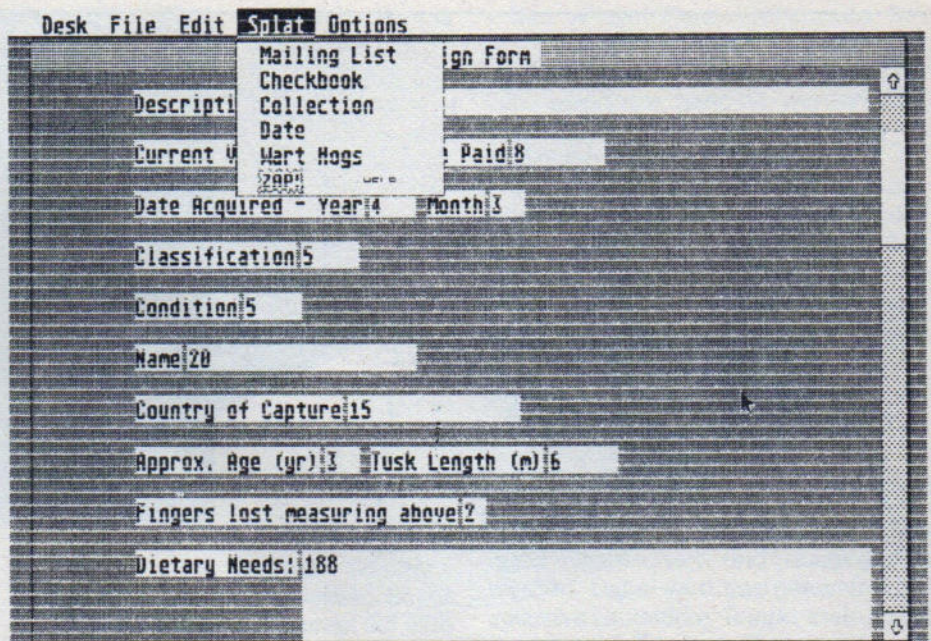 Desk File Edit Splat Options
ign Form
Mailing List
Checkbook
Collection
Date
Wart Hogs
Descripti
Current V
e Paid 8
Date Acquired - Year 4 Month 3
Classification 5
Condition 5
Name 20
Country of Capture 15
Approx. Age (yr) 3 Tusk Length (m) 6
Fingers lost measuring above 2
Dietary Needs: 188